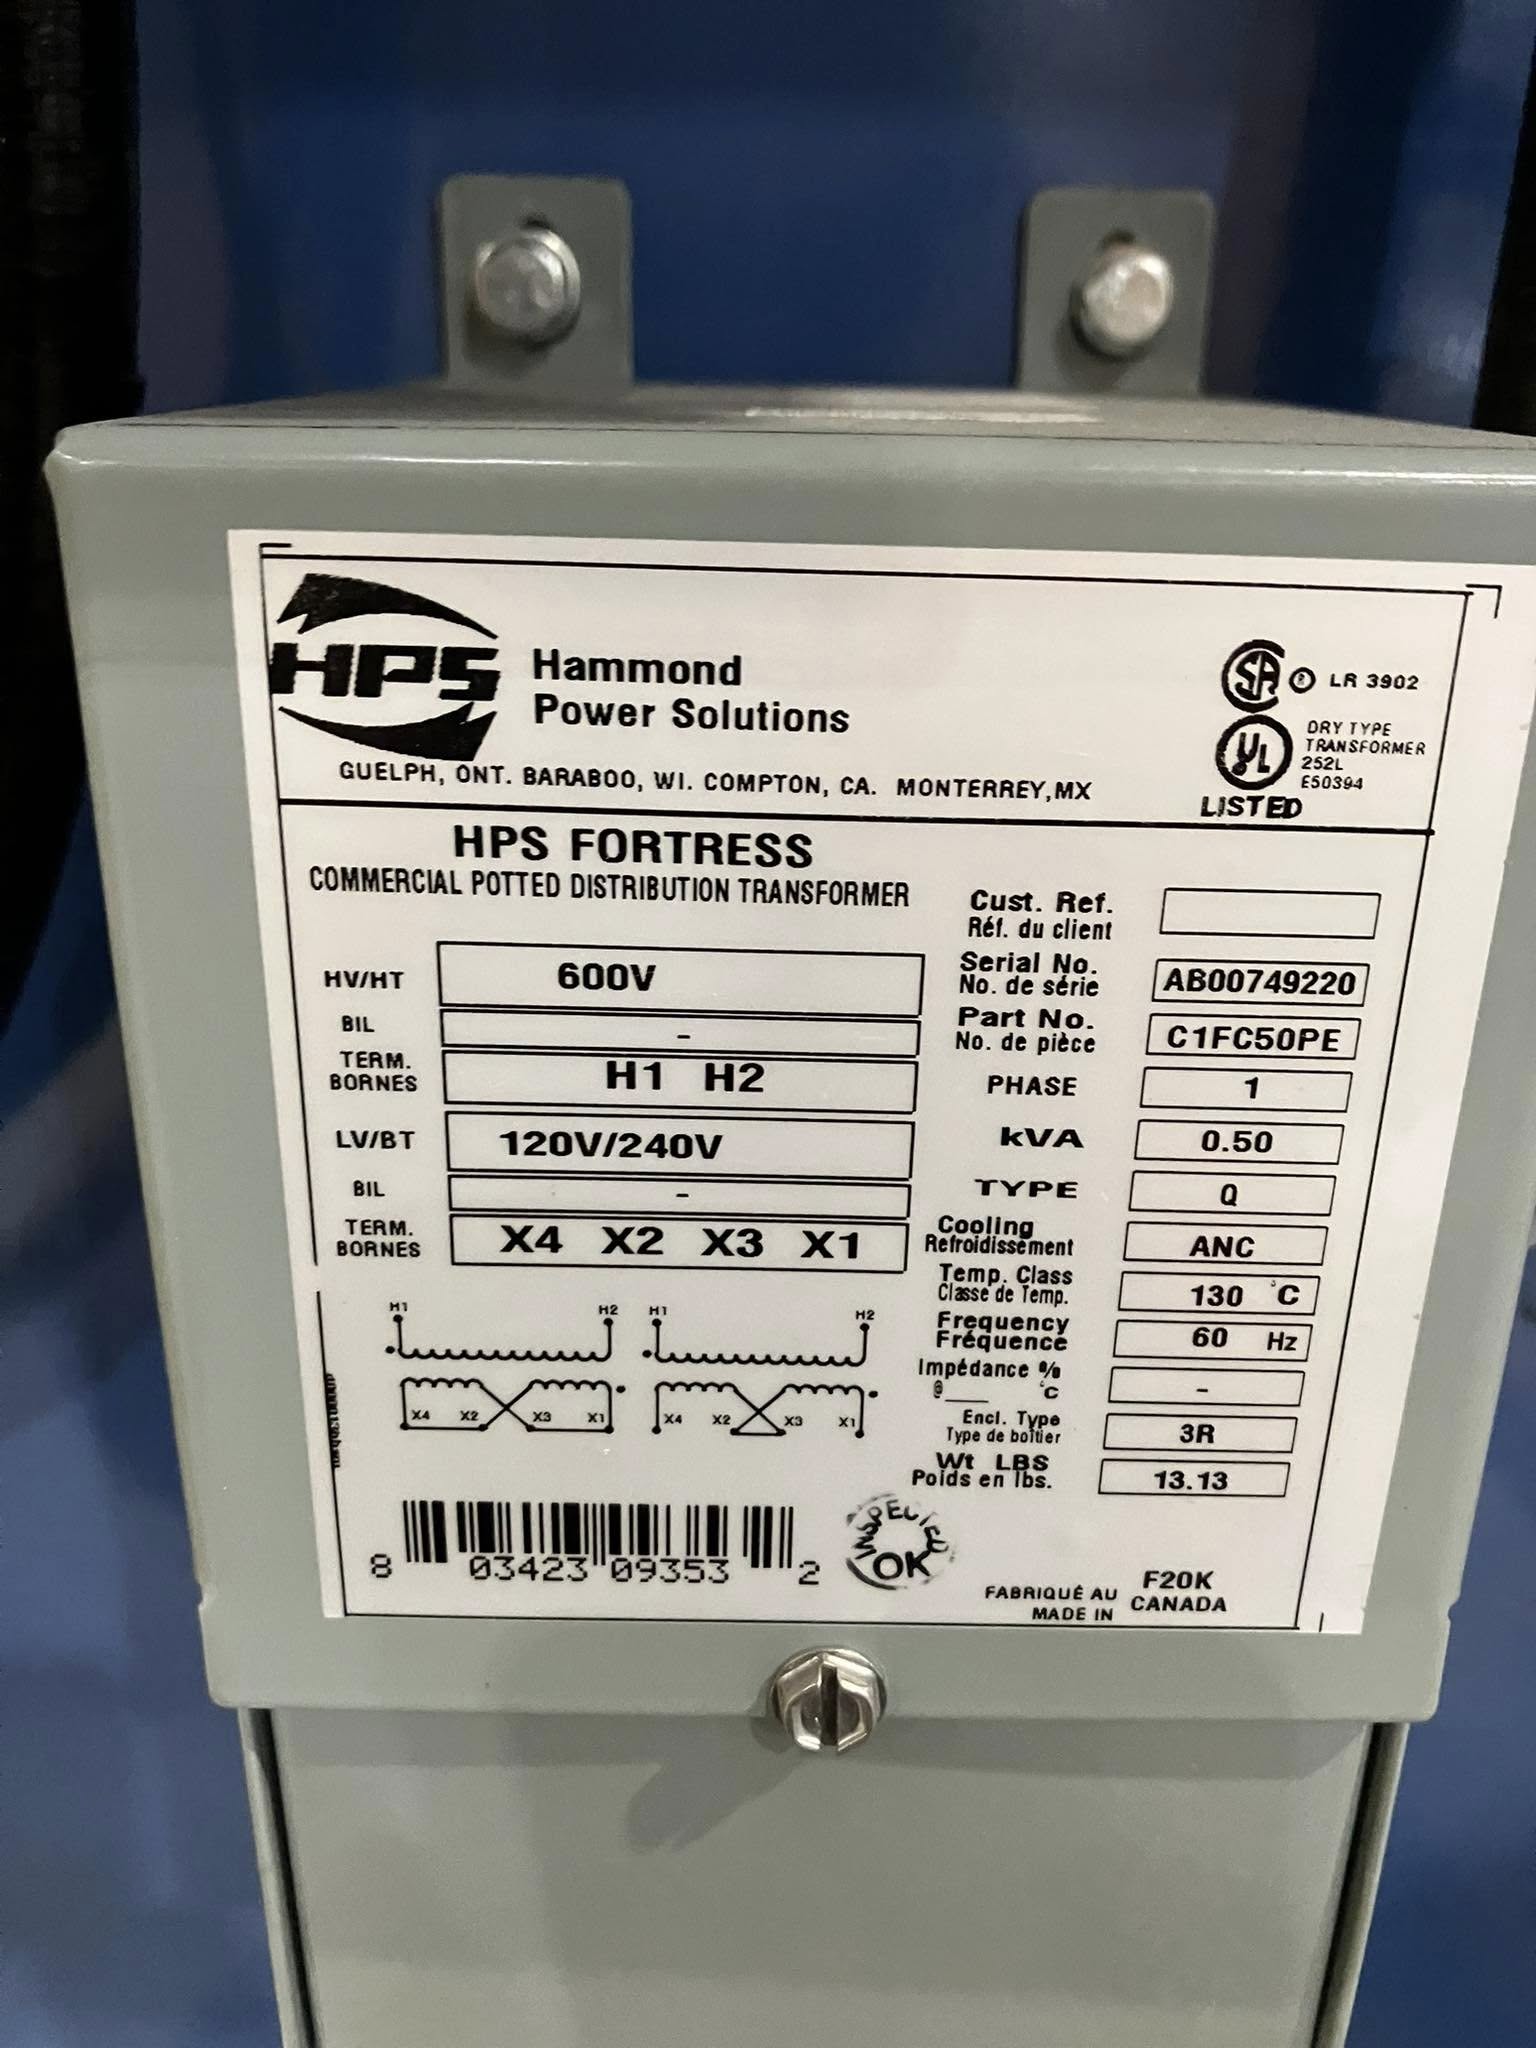 HPS
Hammond
Power Solutions
GUELPH, ONT. BARABOO, WI. COMPTON, CA. MONTERREY,MX
SA ® LR 3902
UL
DRY TYPE
TRANSFORMER
252L
E50394
LISTED
HPS FORTRESS
COMMERCIAL POTTED DISTRIBUTION TRANSFORMER
HV/HT 600V
BIL -
TERM.
BORNES H1 H2
LV/BT 120V/240V
BIL -
TERM.
BORNES X4 X2 X3 X1
Cust. Ref.
Réf. du client
Serial No.
No. de série AB00749220
Part No.
No. de pièce C1FC50PE
PHASE 1
kVA 0.50
TYPE Q
Cooling
Refroidissement ANC
Temp. Class
Classe de Temp. 130 °C
Frequency
Fréquence 60 Hz
Impédance %
@___ °C -
Encl. Type
Type de boîtier 3R
Wt LBS
Poids en lbs. 13.13
H1 H2 H1 H2
X4 X2 X3 X1 X4 X2 X3 X1
8 03423 09353 2
INSPECTED
OK
F20K
FABRIQUÉ AU
MADE IN CANADA